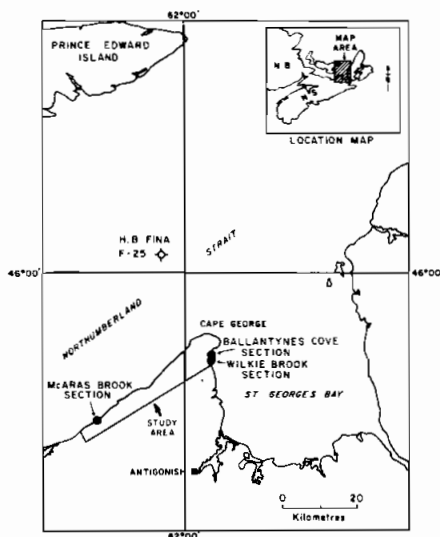 62°00'
PRINCE EDWARD
ISLAND
MAP
AREA
N B
N S
LOCATION MAP
H.B FINA
F-25
STRAIT
46°00'
46°00'
NORTHUMBERLAND
CAPE GEORGE
BALLANTYNES COVE
SECTION
WILKIE BROOK
SECTION
McARAS BROOK
SECTION
ST GEORGES BAY
STUDY
AREA
ANTIGONISH
0 20
Kilometres
62°00'